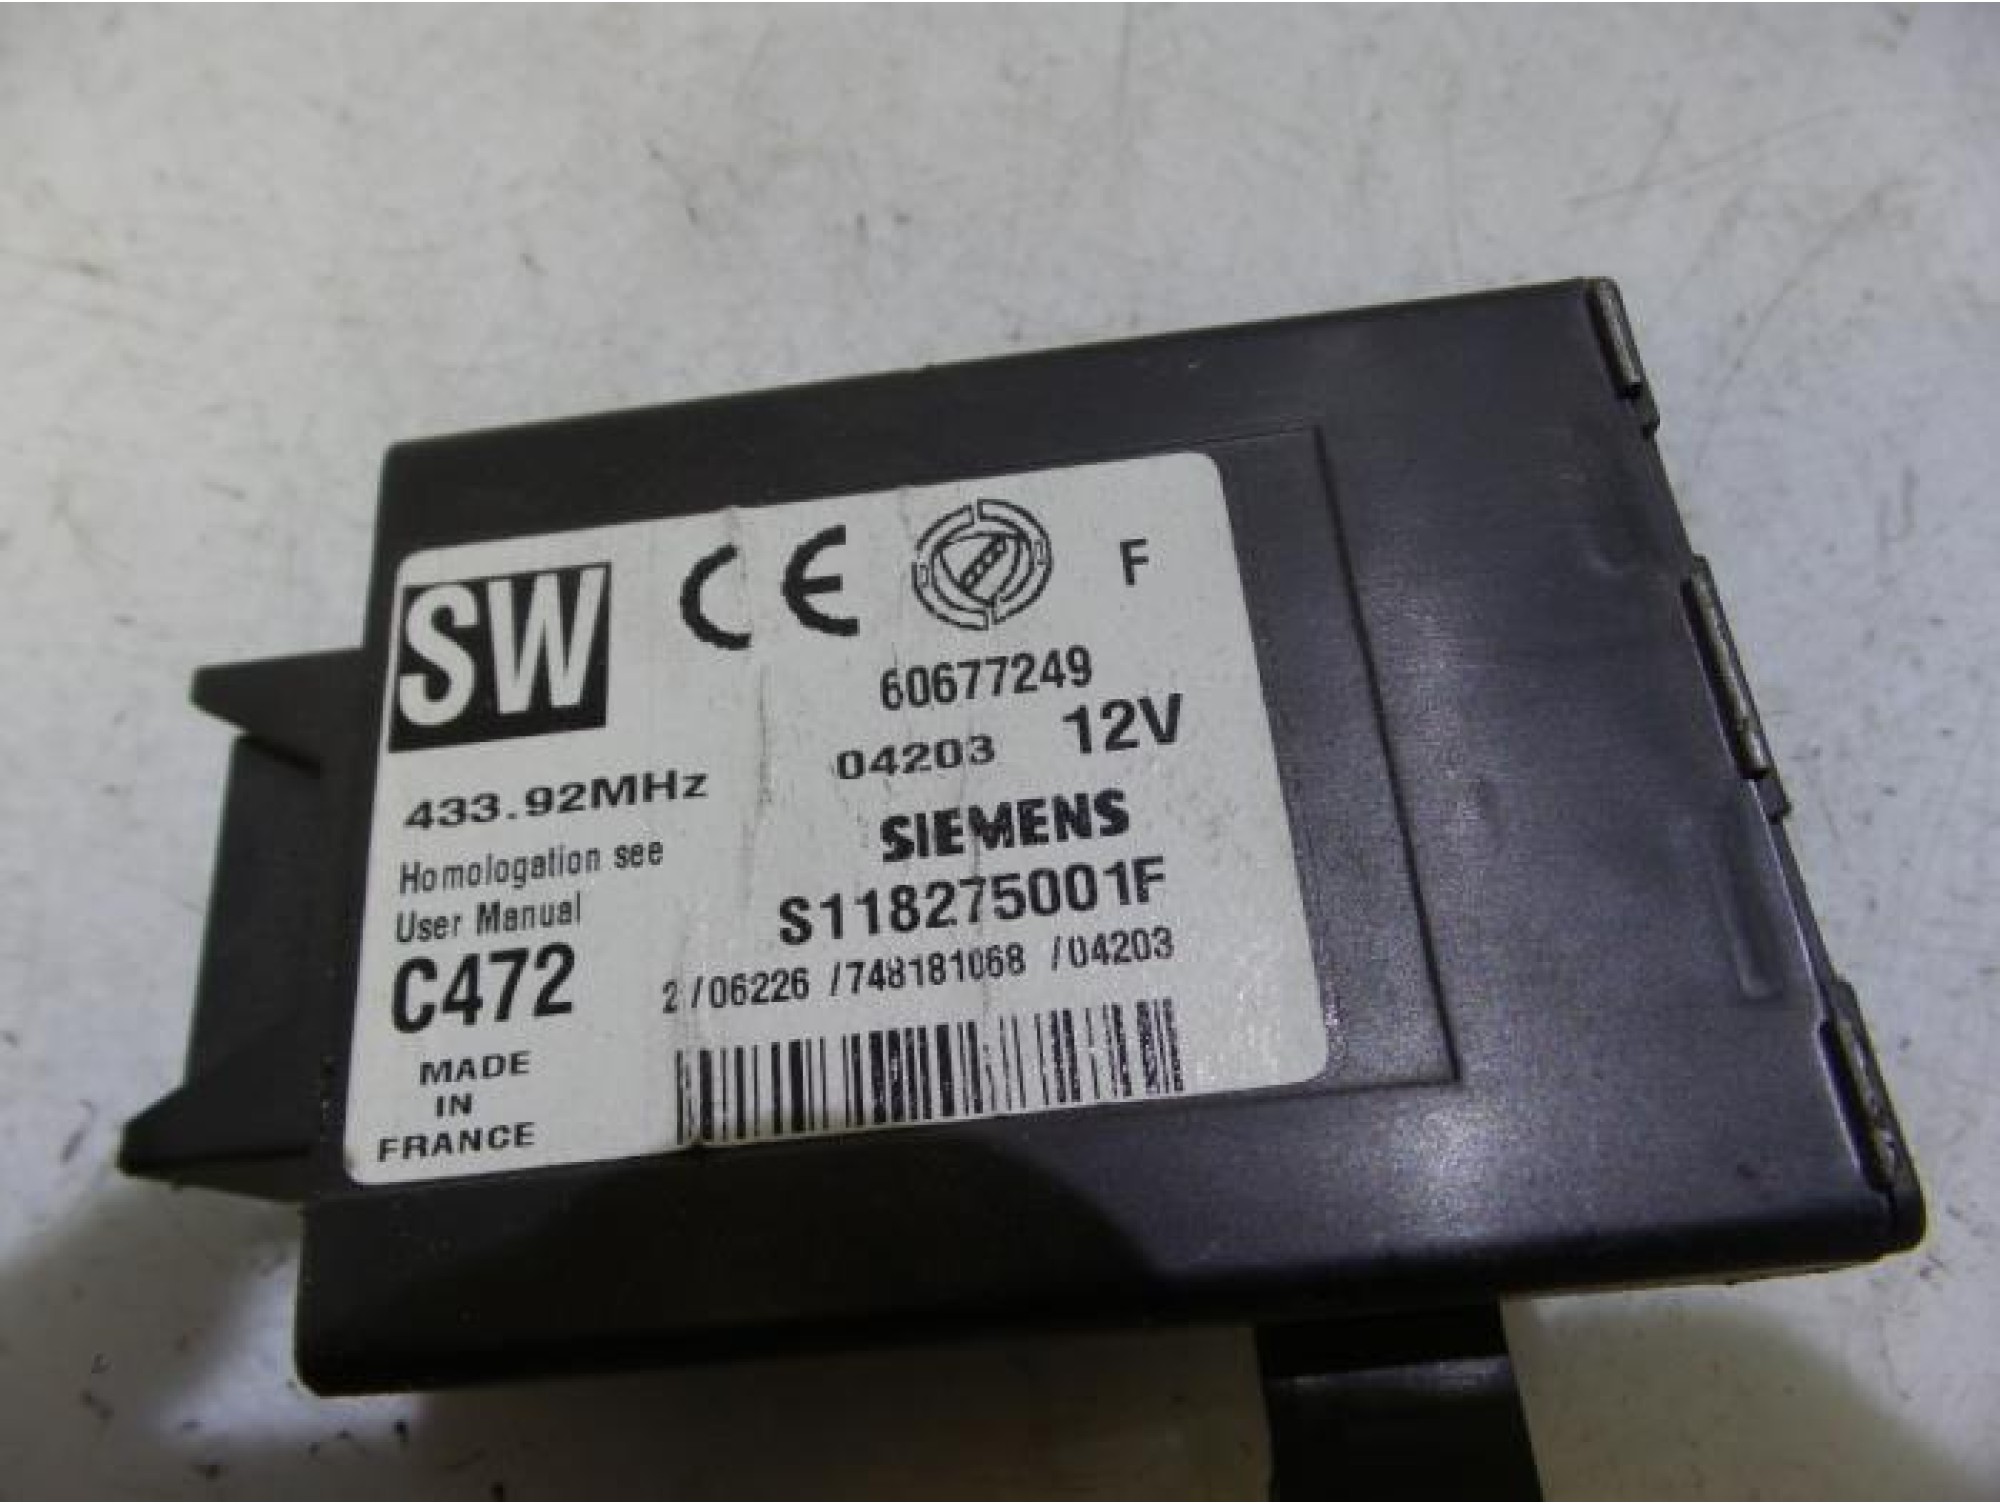 SW
CE
F
60677249
04203 12V
433.92MHz
SIEMENS
Homologation see
User Manual
S118275001F
C472
2/06226 /748181068 /04203
MADE
IN
FRANCE